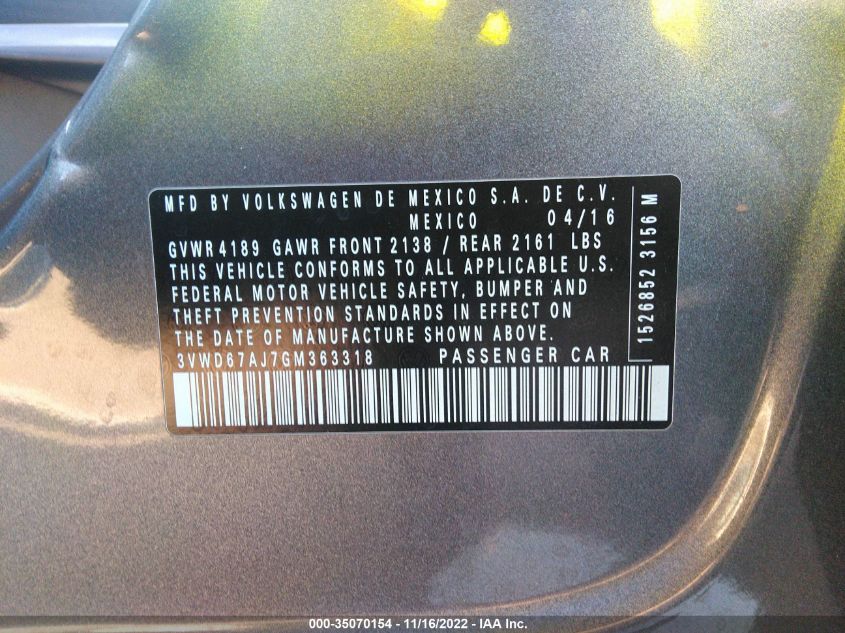 MFD BY VOLKSWAGEN DE MEXICO S.A. DE C.V.
MEXICO 04/16
GVWR 4189 GAWR FRONT 2138 / REAR 2161 LBS
THIS VEHICLE CONFORMS TO ALL APPLICABLE U.S.
FEDERAL MOTOR VEHICLE SAFETY, BUMPER AND
THEFT PREVENTION STANDARDS IN EFFECT ON
THE DATE OF MANUFACTURE SHOWN ABOVE.
3VWD67AJ7GM363318 PASSENGER CAR
1526852 3156 M
000-35070154 - 11/16/2022 - IAA Inc.